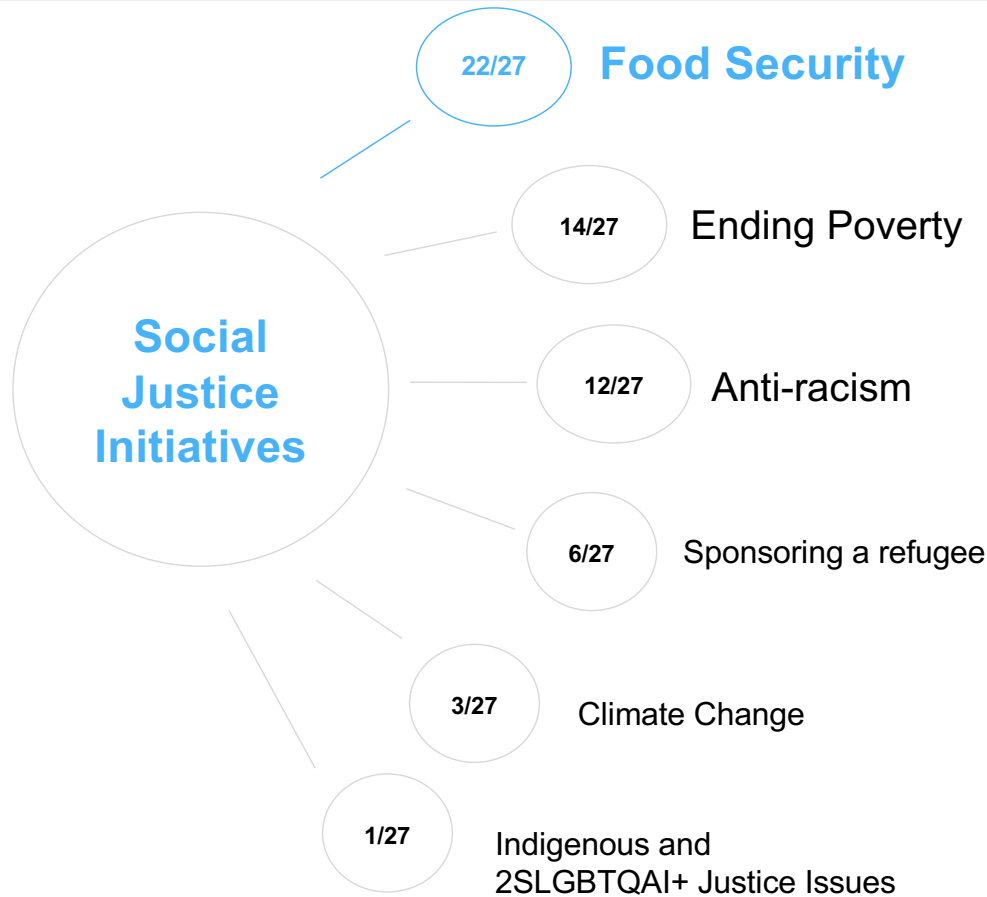 22/27
Food Security
14/27
Ending Poverty
Social
Justice
Initiatives
12/27
Anti-racism
6/27
Sponsoring a refugee
3/27
Climate Change
1/27
Indigenous and
2SLGBTQAI+ Justice Issues